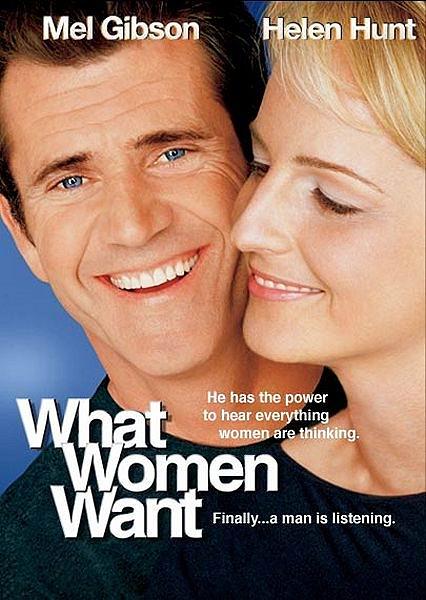 Mel Gibson Helen Hunt
He has the power
to hear everything
women are thinking.
What
Women
Want
Finally...a man is listening.